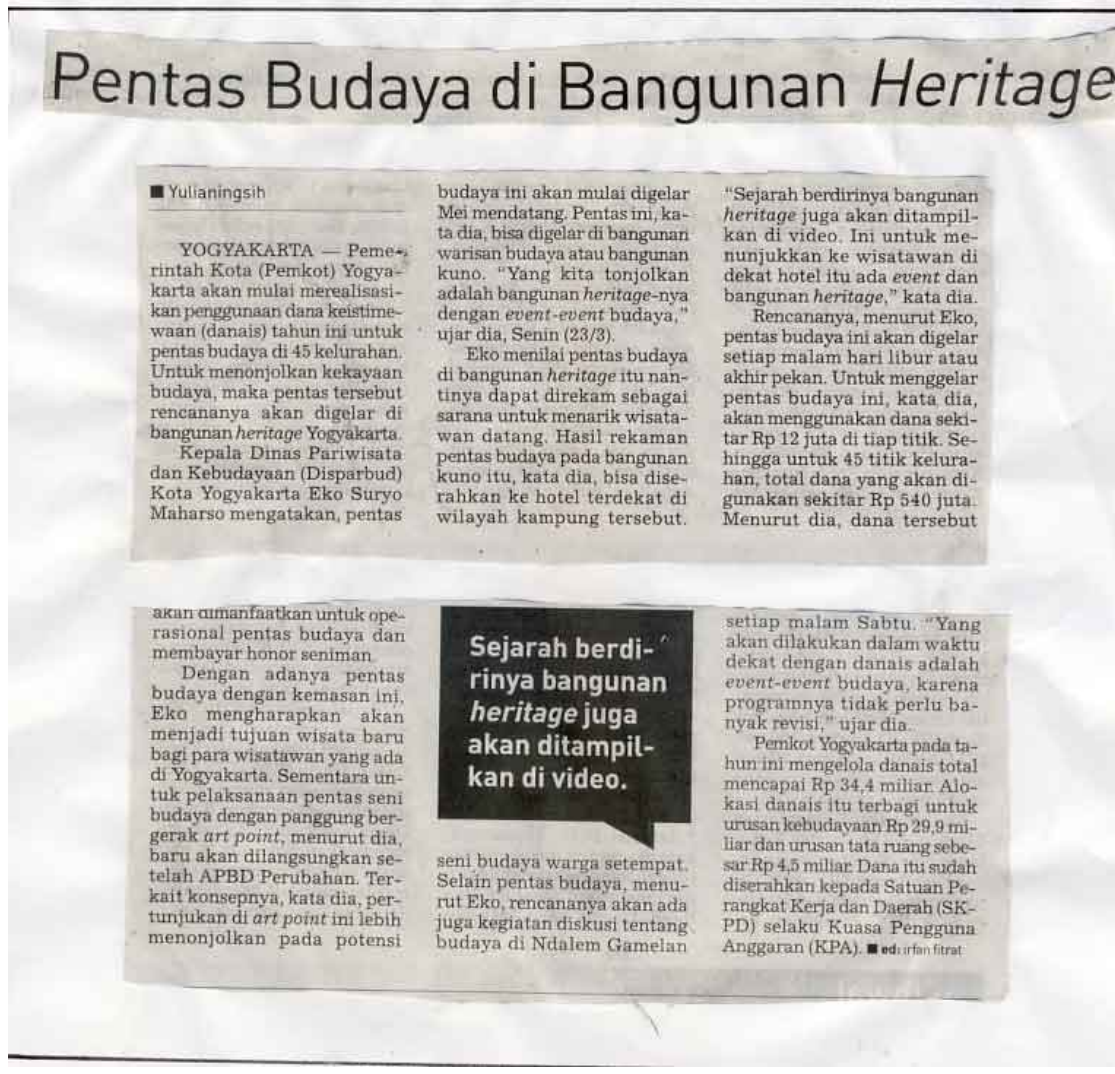 Pentas Budaya di Bangunan Heritage
■ Yulianingsih
YOGYAKARTA — Peme-
rintah Kota (Pemkot) Yogya-
karta akan mulai merealisasi-
kan penggunaan dana keistime-
waan (danais) tahun ini untuk
pentas budaya di 45 kelurahan.
Untuk menonjolkan kekayaan
budaya, maka pentas tersebut
rencananya akan digelar di
bangunan heritage Yogyakarta.
Kepala Dinas Pariwisata
dan Kebudayaan (Disparbud)
Kota Yogyakarta Eko Suryo
Maharso mengatakan, pentas
budaya ini akan mulai digelar
Mei mendatang. Pentas ini, ka-
ta dia, bisa digelar di bangunan
warisan budaya atau bangunan
kuno. “Yang kita tonjolkan
adalah bangunan heritage-nya
dengan event-event budaya,”
ujar dia, Senin (23/3).
Eko menilai pentas budaya
di bangunan heritage itu nan-
tinya dapat direkam sebagai
sarana untuk menarik wisata-
wan datang. Hasil rekaman
pentas budaya pada bangunan
kuno itu, kata dia, bisa dise-
rahkan ke hotel terdekat di
wilayah kampung tersebut.
“Sejarah berdirinya bangunan
heritage juga akan ditampil-
kan di video. Ini untuk me-
nunjukkan ke wisatawan di
dekat hotel itu ada event dan
bangunan heritage,” kata dia.
Rencananya, menurut Eko,
pentas budaya ini akan digelar
setiap malam hari libur atau
akhir pekan. Untuk menggelar
pentas budaya ini, kata dia,
akan menggunakan dana seki-
tar Rp 12 juta di tiap titik. Se-
hingga untuk 45 titik kelura-
han, total dana yang akan di-
gunakan sekitar Rp 540 juta.
Menurut dia, dana tersebut
akan dimanfaatkan untuk ope-
rasional pentas budaya dan
membayar honor seniman.
Dengan adanya pentas
budaya dengan kemasan ini,
Eko mengharapkan akan
menjadi tujuan wisata baru
bagi para wisatawan yang ada
di Yogyakarta. Sementara un-
tuk pelaksanaan pentas seni
budaya dengan panggung ber-
gerak art point, menurut dia,
baru akan dilangsungkan se-
telah APBD Perubahan. Ter-
kait konsepnya, kata dia, per-
tunjukan di art point ini lebih
menonjolkan pada potensi
Sejarah berdi-
rinya bangunan
heritage juga
akan ditampil-
kan di video.
seni budaya warga setempat.
Selain pentas budaya, menu-
rut Eko, rencananya akan ada
juga kegiatan diskusi tentang
budaya di Ndalem Gamelan
setiap malam Sabtu. “Yang
akan dilakukan dalam waktu
dekat dengan danais adalah
event-event budaya, karena
programnya tidak perlu ba-
nyak revisi,” ujar dia.
Pemkot Yogyakarta pada ta-
hun ini mengelola danais total
mencapai Rp 34,4 miliar. Alo-
kasi danais itu terbagi untuk
urusan kebudayaan Rp 29,9 mi-
liar dan urusan tata ruang sebe-
sar Rp 4,5 miliar. Dana itu sudah
diserahkan kepada Satuan Pe-
rangkat Kerja dan Daerah (SK-
PD) selaku Kuasa Pengguna
Anggaran (KPA). ■ ed: irfan fitrat